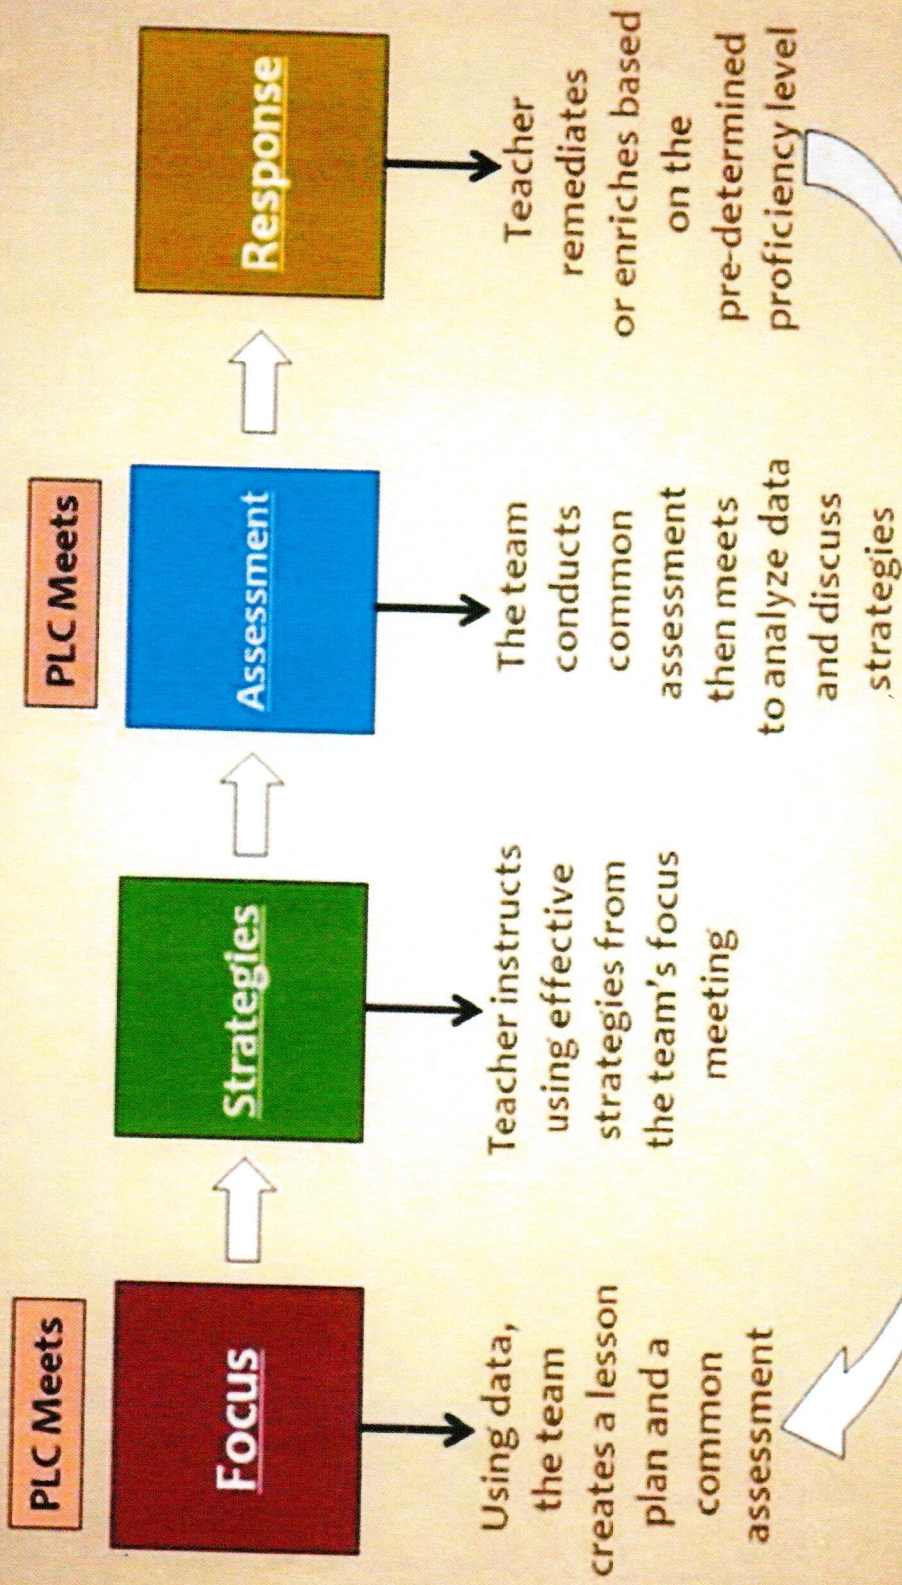 PLC Meets
Focus
Using data,
the team
creates a lesson
plan and a
common
assessment
Strategies
Teacher instructs
using effective
strategies from
the team's focus
meeting
PLC Meets
Assessment
The team
conducts
common
assessment
then meets
to analyze data
and discuss
strategies
Response
Teacher
remediates
or enriches based
on the
pre-determined
proficiency level